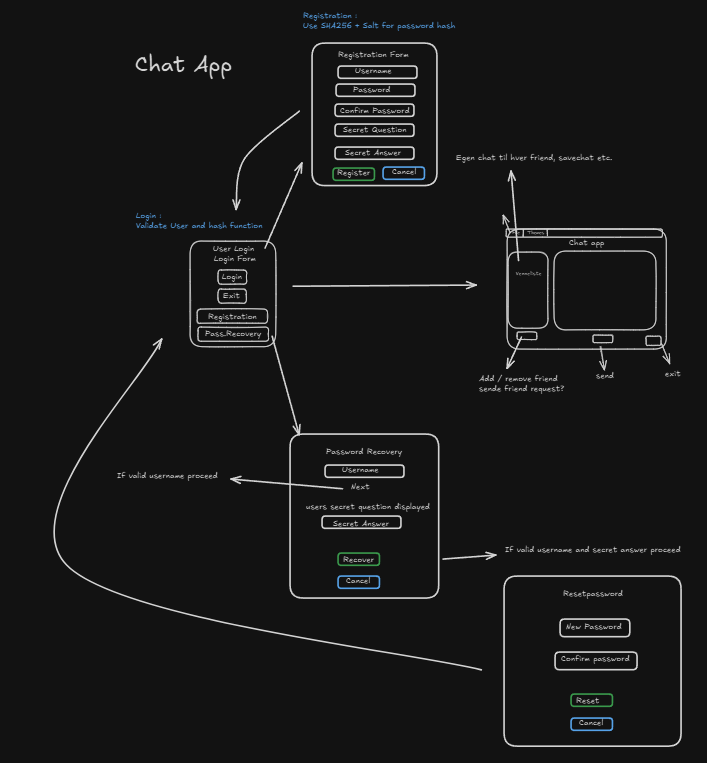 Registration :
Use SHA256 + Salt for password hash
Chat App
Registration Form
Username
Password
Confirm Password
Secret Question
Secret Answer
Register
Cancel
Egen chat til hver friend, savechat etc.
Login :
Validate User and hash function
User Login
Login Form
Login
Exit
Registration
Pass.Recovery
Themes
Chat app
Venneliste
Add / remove friend
sende friend request?
send
exit
Password Recovery
Username
If valid username proceed
Next
users secret question displayed
Secret Answer
Recover
Cancel
If valid username and secret answer proceed
Resetpassword
New Password
Confirm password
Reset
Cancel